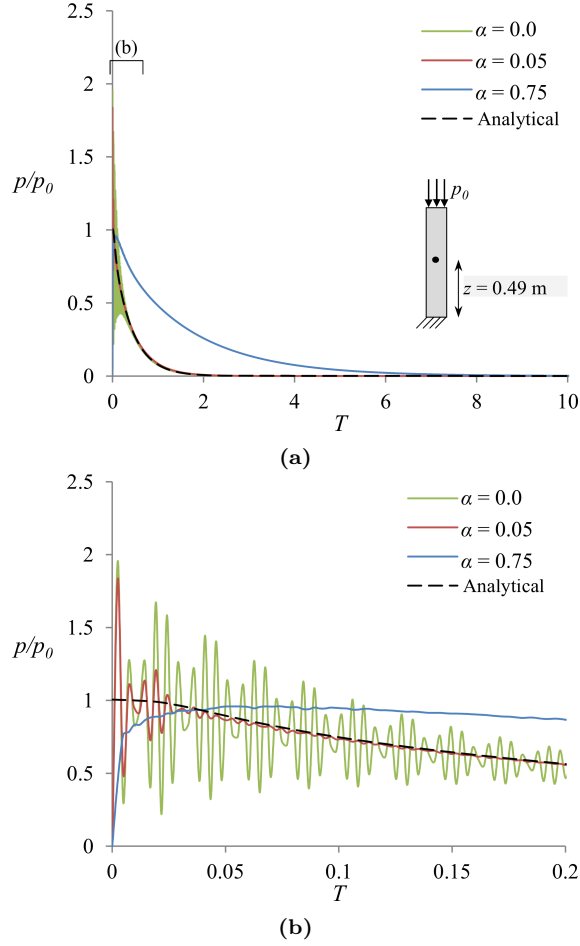 2.5
(b)
α = 0.0
2
α = 0.05
α = 0.75
Analytical
1.5
p/p₀
p₀
1
0.5
z = 0.49 m
0
0 2 4 6 8 10
T
(a)
2.5
α = 0.0
α = 0.05
2
α = 0.75
Analytical
1.5
p/p₀
1
0.5
0
0 0.05 0.1 0.15 0.2
T
(b)